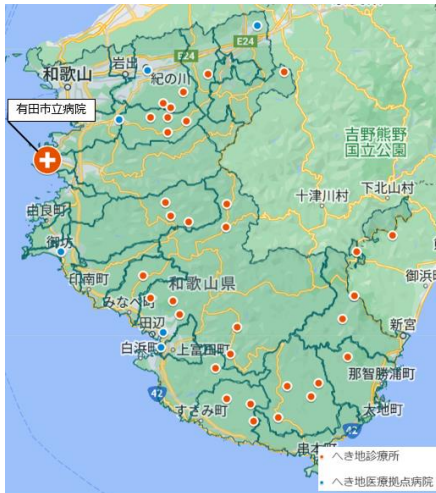 E24
E24
岩出
和歌山
紀の川
有田市立病院
吉野熊野
国立公園
下北山村
十津川村
由良町
御坊
御浜町
和歌山県
印南町
みなべ町
新宮
田辺
白浜町
上富田町
那智勝浦町
42
すさみ町
太地町
42
串本町
へき地診療所
へき地医療拠点病院